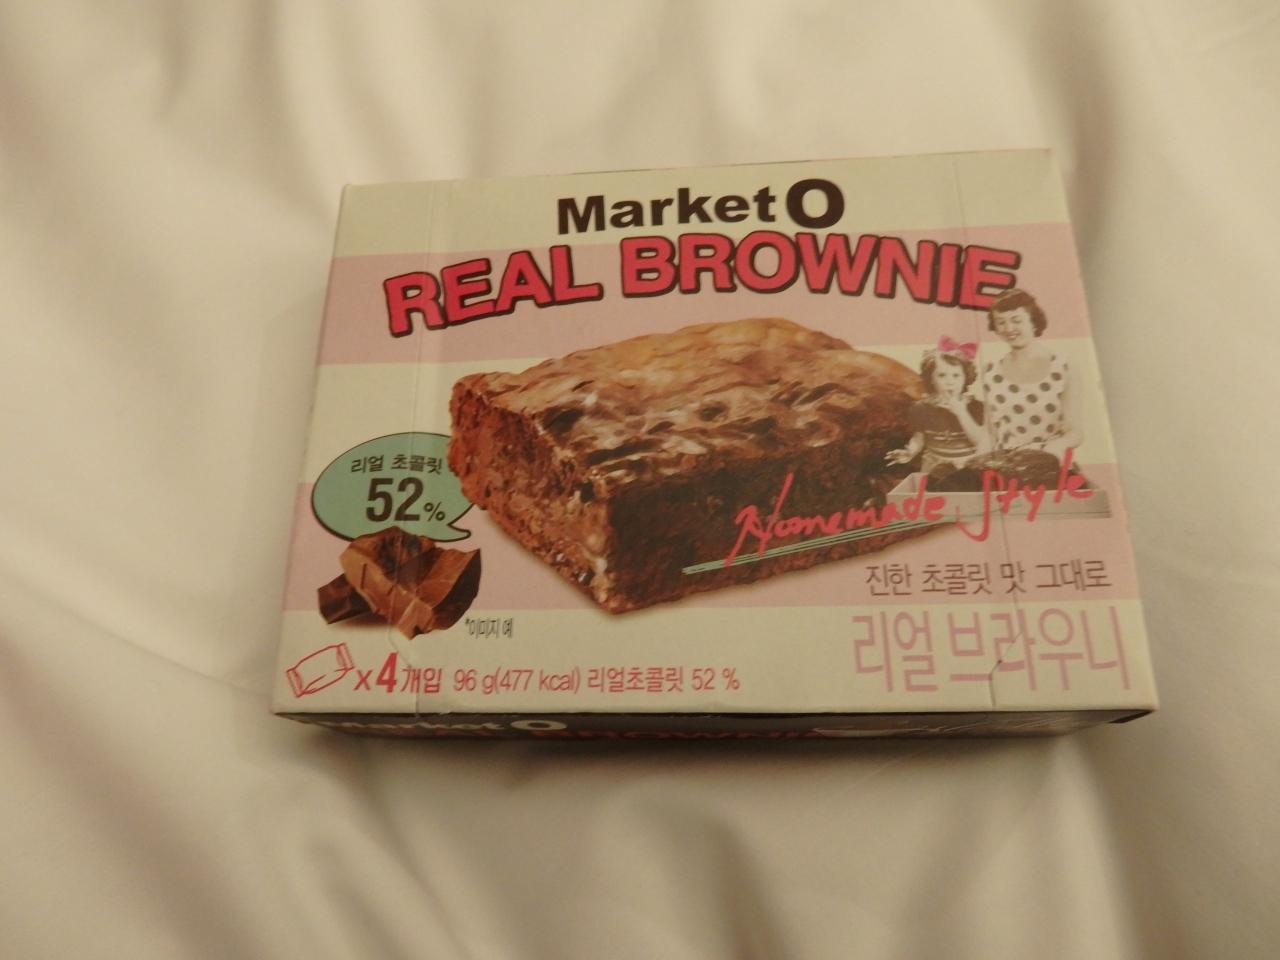 Market O
REAL BROWNIE
리얼 초콜릿
52%
Homemade Style
진한 초콜릿 맛 그대로
리얼 브라우니
*이미지 예
x4개입 96 g(477 kcal) 리얼초콜릿 52 %
Market O
REAL BROWNIE